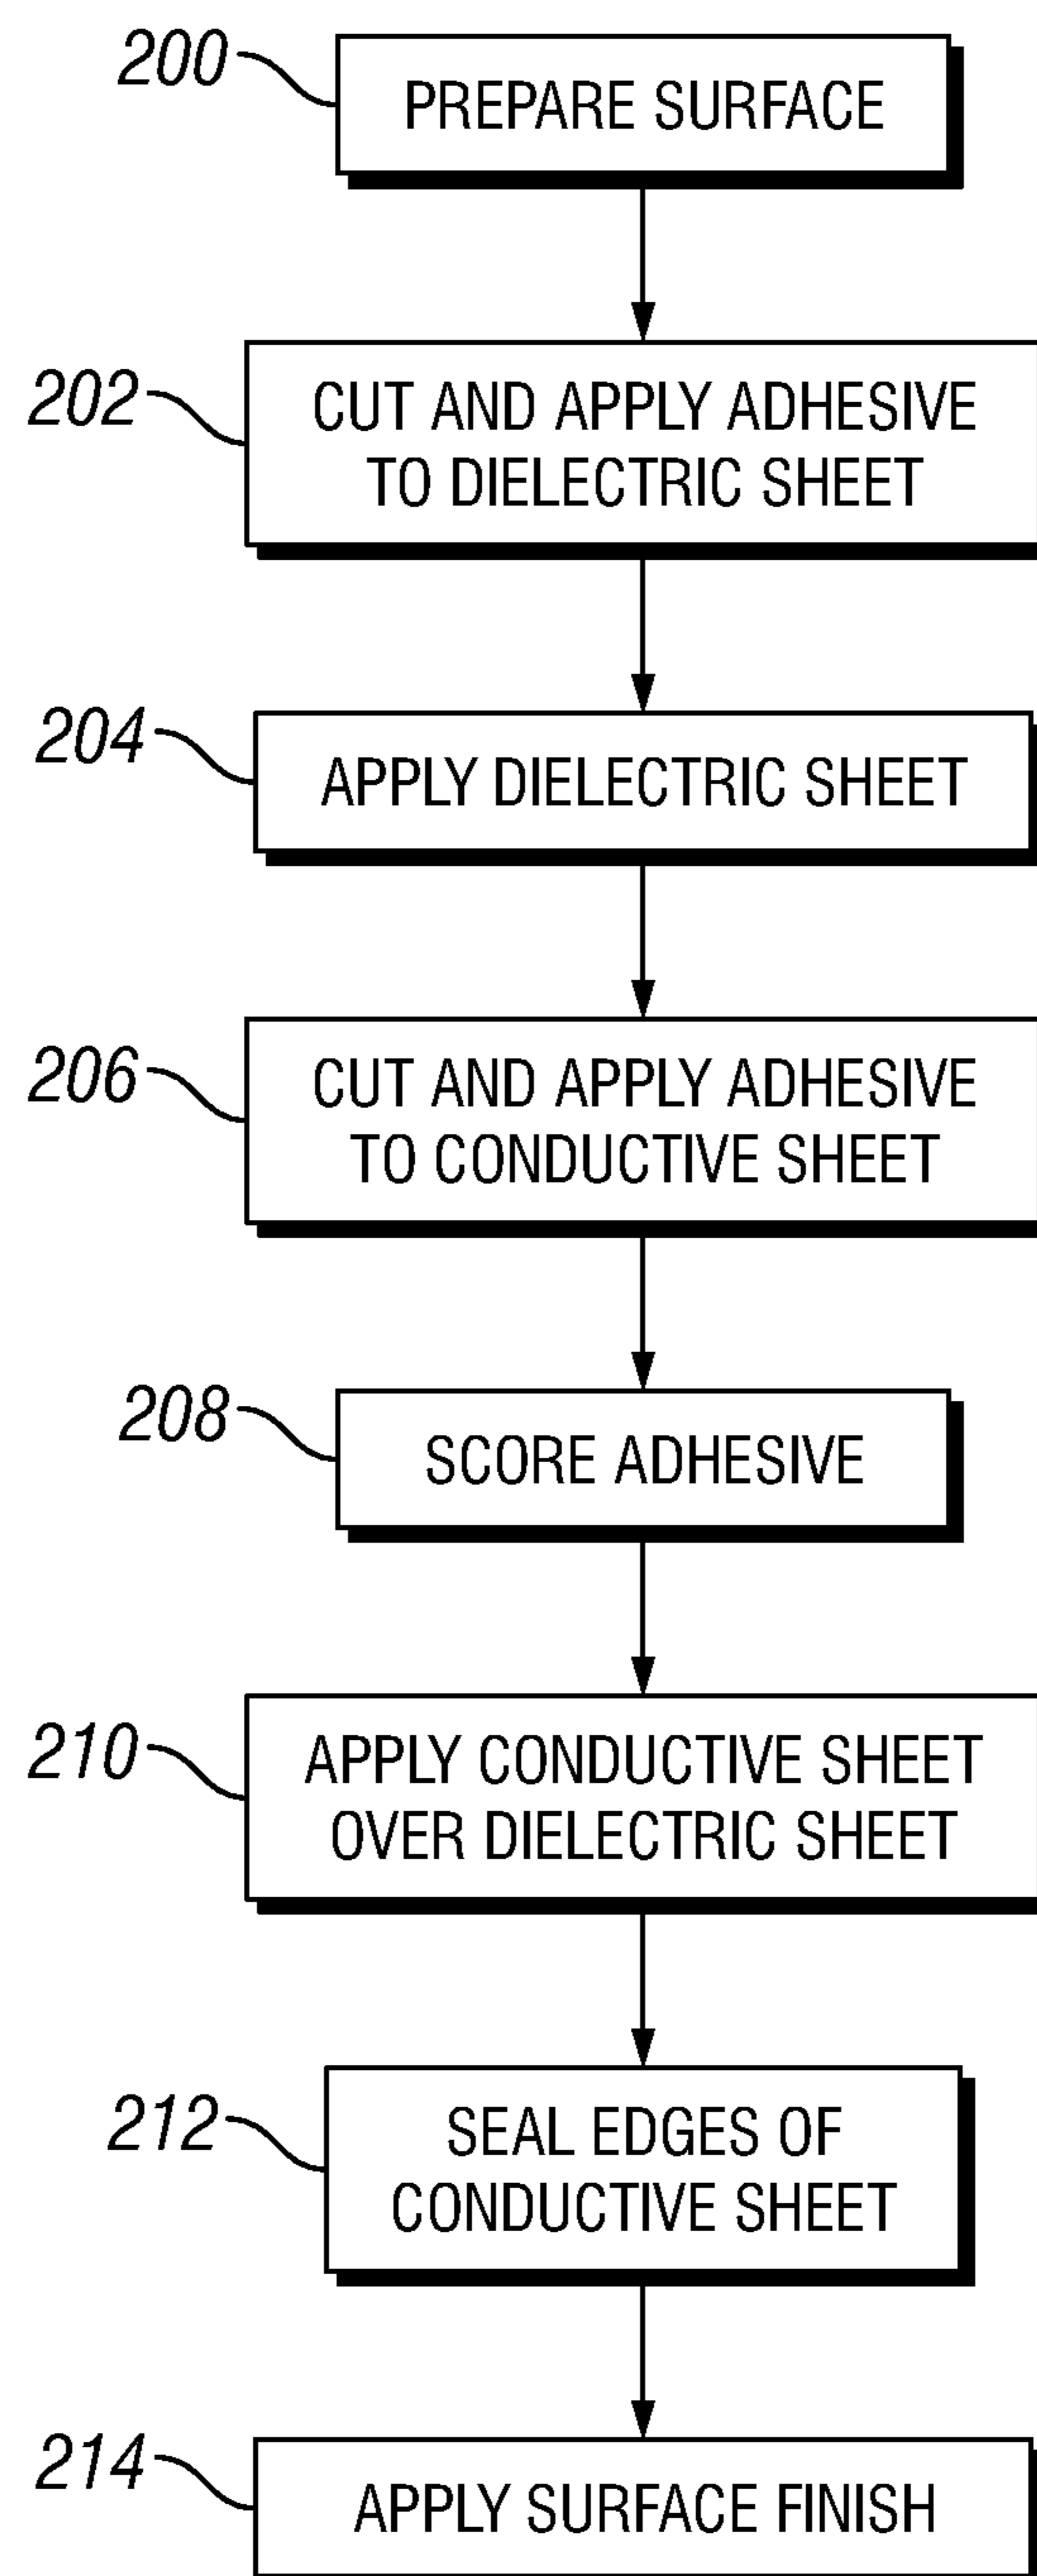 200
PREPARE SURFACE
202
CUT AND APPLY ADHESIVE
TO DIELECTRIC SHEET
204
APPLY DIELECTRIC SHEET
206
CUT AND APPLY ADHESIVE
TO CONDUCTIVE SHEET
208
SCORE ADHESIVE
210
APPLY CONDUCTIVE SHEET
OVER DIELECTRIC SHEET
212
SEAL EDGES OF
CONDUCTIVE SHEET
214
APPLY SURFACE FINISH